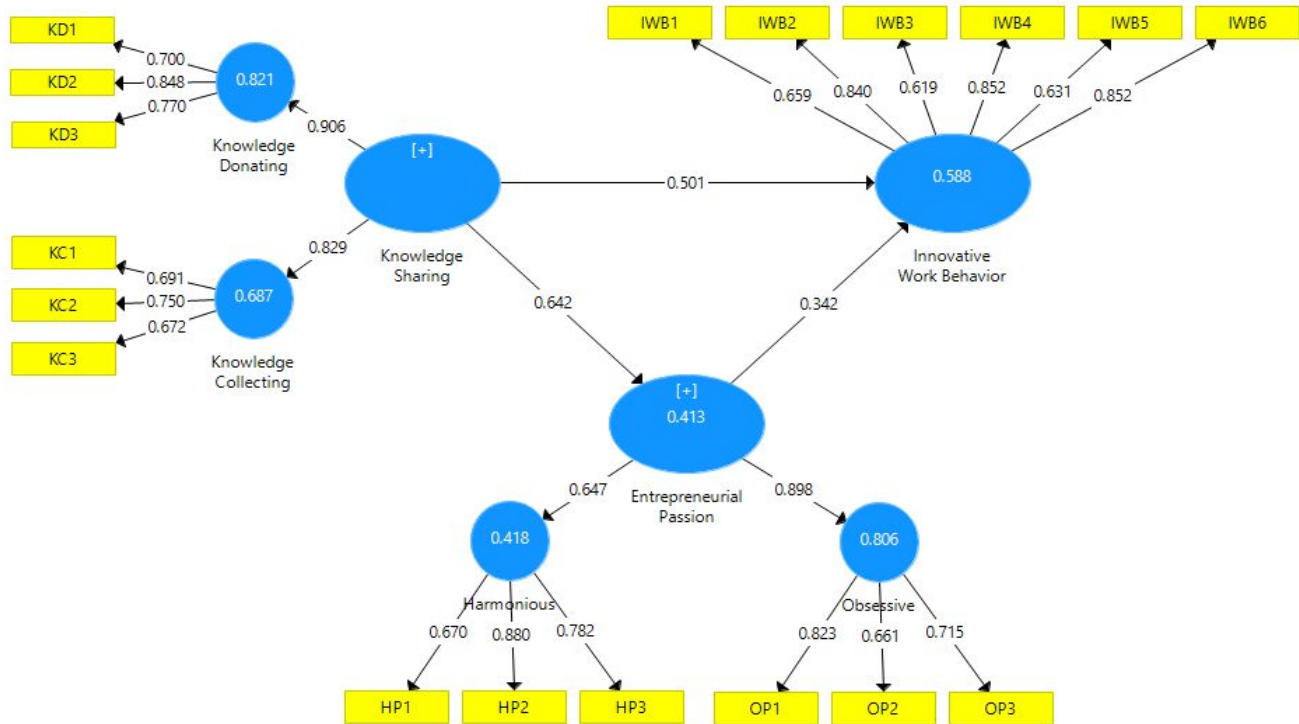 KD1
KD2
KD3
0.700
0.848
0.770
0.821
Knowledge
Donating
0.906
IWB1
IWB2
IWB3
IWB4
IWB5
IWB6
0.659
0.840
0.619
0.852
0.631
0.852
[+]
Knowledge
Sharing
0.501
0.588
Innovative
Work Behavior
KC1
KC2
KC3
0.691
0.750
0.672
0.687
Knowledge
Collecting
0.829
0.642
0.342
[+]
0.413
Entrepreneurial
Passion
0.647
0.898
0.418
Harmonious
0.806
Obsessive
0.670
0.880
0.782
0.823
0.661
0.715
HP1
HP2
HP3
OP1
OP2
OP3